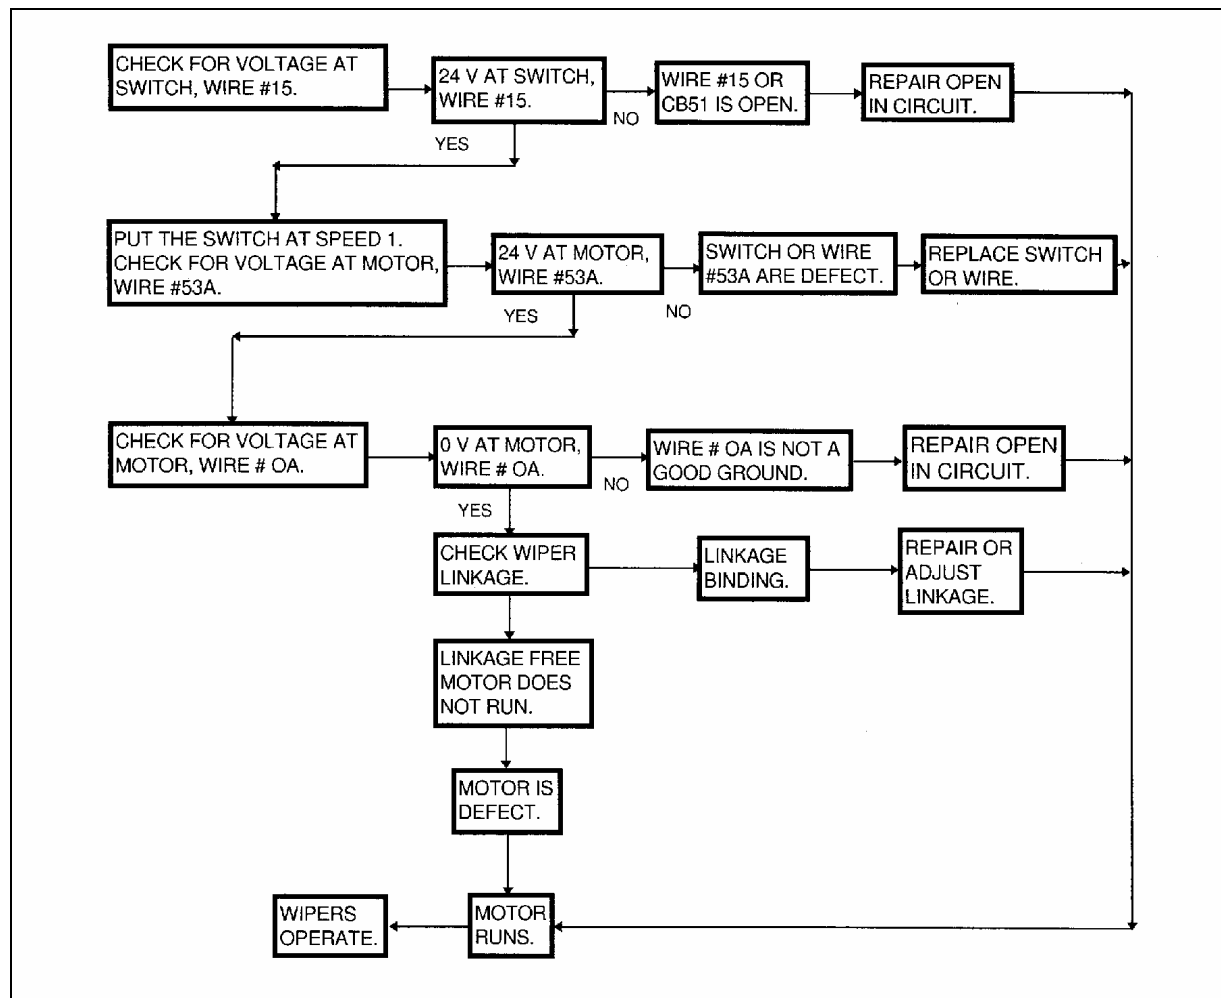 CHECK FOR VOLTAGE AT
SWITCH, WIRE #15.
24 V AT SWITCH,
WIRE #15.
NO
WIRE #15 OR
CB51 IS OPEN.
REPAIR OPEN
IN CIRCUIT.
YES
PUT THE SWITCH AT SPEED 1.
CHECK FOR VOLTAGE AT MOTOR,
WIRE #53A.
24 V AT MOTOR,
WIRE #53A.
NO
SWITCH OR WIRE
#53A ARE DEFECT.
REPLACE SWITCH
OR WIRE.
YES
CHECK FOR VOLTAGE AT
MOTOR, WIRE # OA.
0 V AT MOTOR,
WIRE # OA.
NO
WIRE # OA IS NOT A
GOOD GROUND.
REPAIR OPEN
IN CIRCUIT.
YES
CHECK WIPER
LINKAGE.
LINKAGE
BINDING.
REPAIR OR
ADJUST
LINKAGE.
LINKAGE FREE
MOTOR DOES
NOT RUN.
MOTOR IS
DEFECT.
MOTOR
RUNS.
WIPERS
OPERATE.